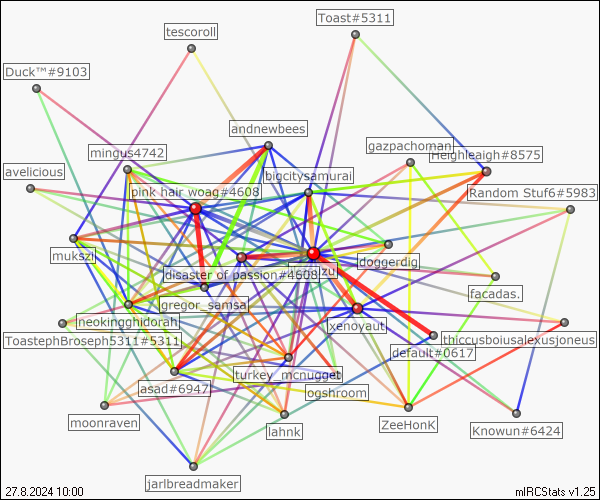 Toast#5311
tescoroll
Duck™#9103
andnewbees
gazpachoman
mingus4742
Heighleigh#8575
bigcitysamurai
avelicious
pink hair woag#4608
Random Stuf6#5983
mukszi
doggerdig
disaster of passion#4608
zu
facadas.
gregor_samsa
neokingghidorah
xenoyaut
ToastephBroseph5311#5311
thiccusboiusalexusjoneus
default#0617
turkey_mcnugget
asad#6947
ogshroom
moonraven
lahnk
ZeeHonK
Knowun#6424
jarlbreadmaker
27.8.2024 10:00
mIRCStats v1.25